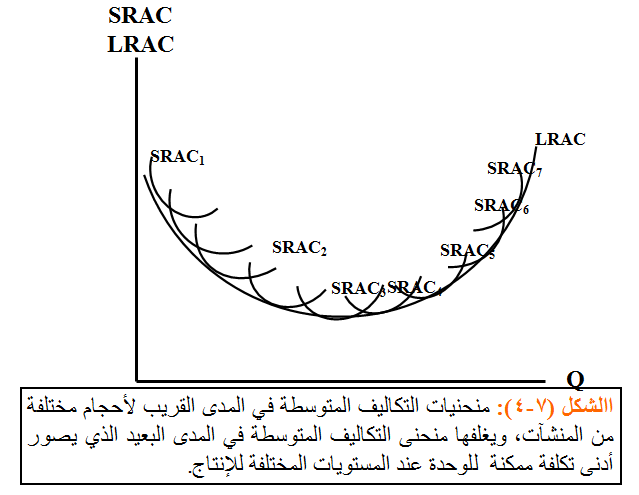 SRAC
LRAC
LRAC
SRAC₁
SRAC₇
SRAC₆
SRAC₂
SRAC₅
SRAC₃
SRAC₄
Q
االشكل (٧-٤): منحنيات التكاليف المتوسطة في المدى القريب لأحجام مختلفة
من المنشآت، ويغلفها منحنى التكاليف المتوسطة في المدى البعيد الذي يصور
أدنى تكلفة ممكنة للوحدة عند المستويات المختلفة للإنتاج.